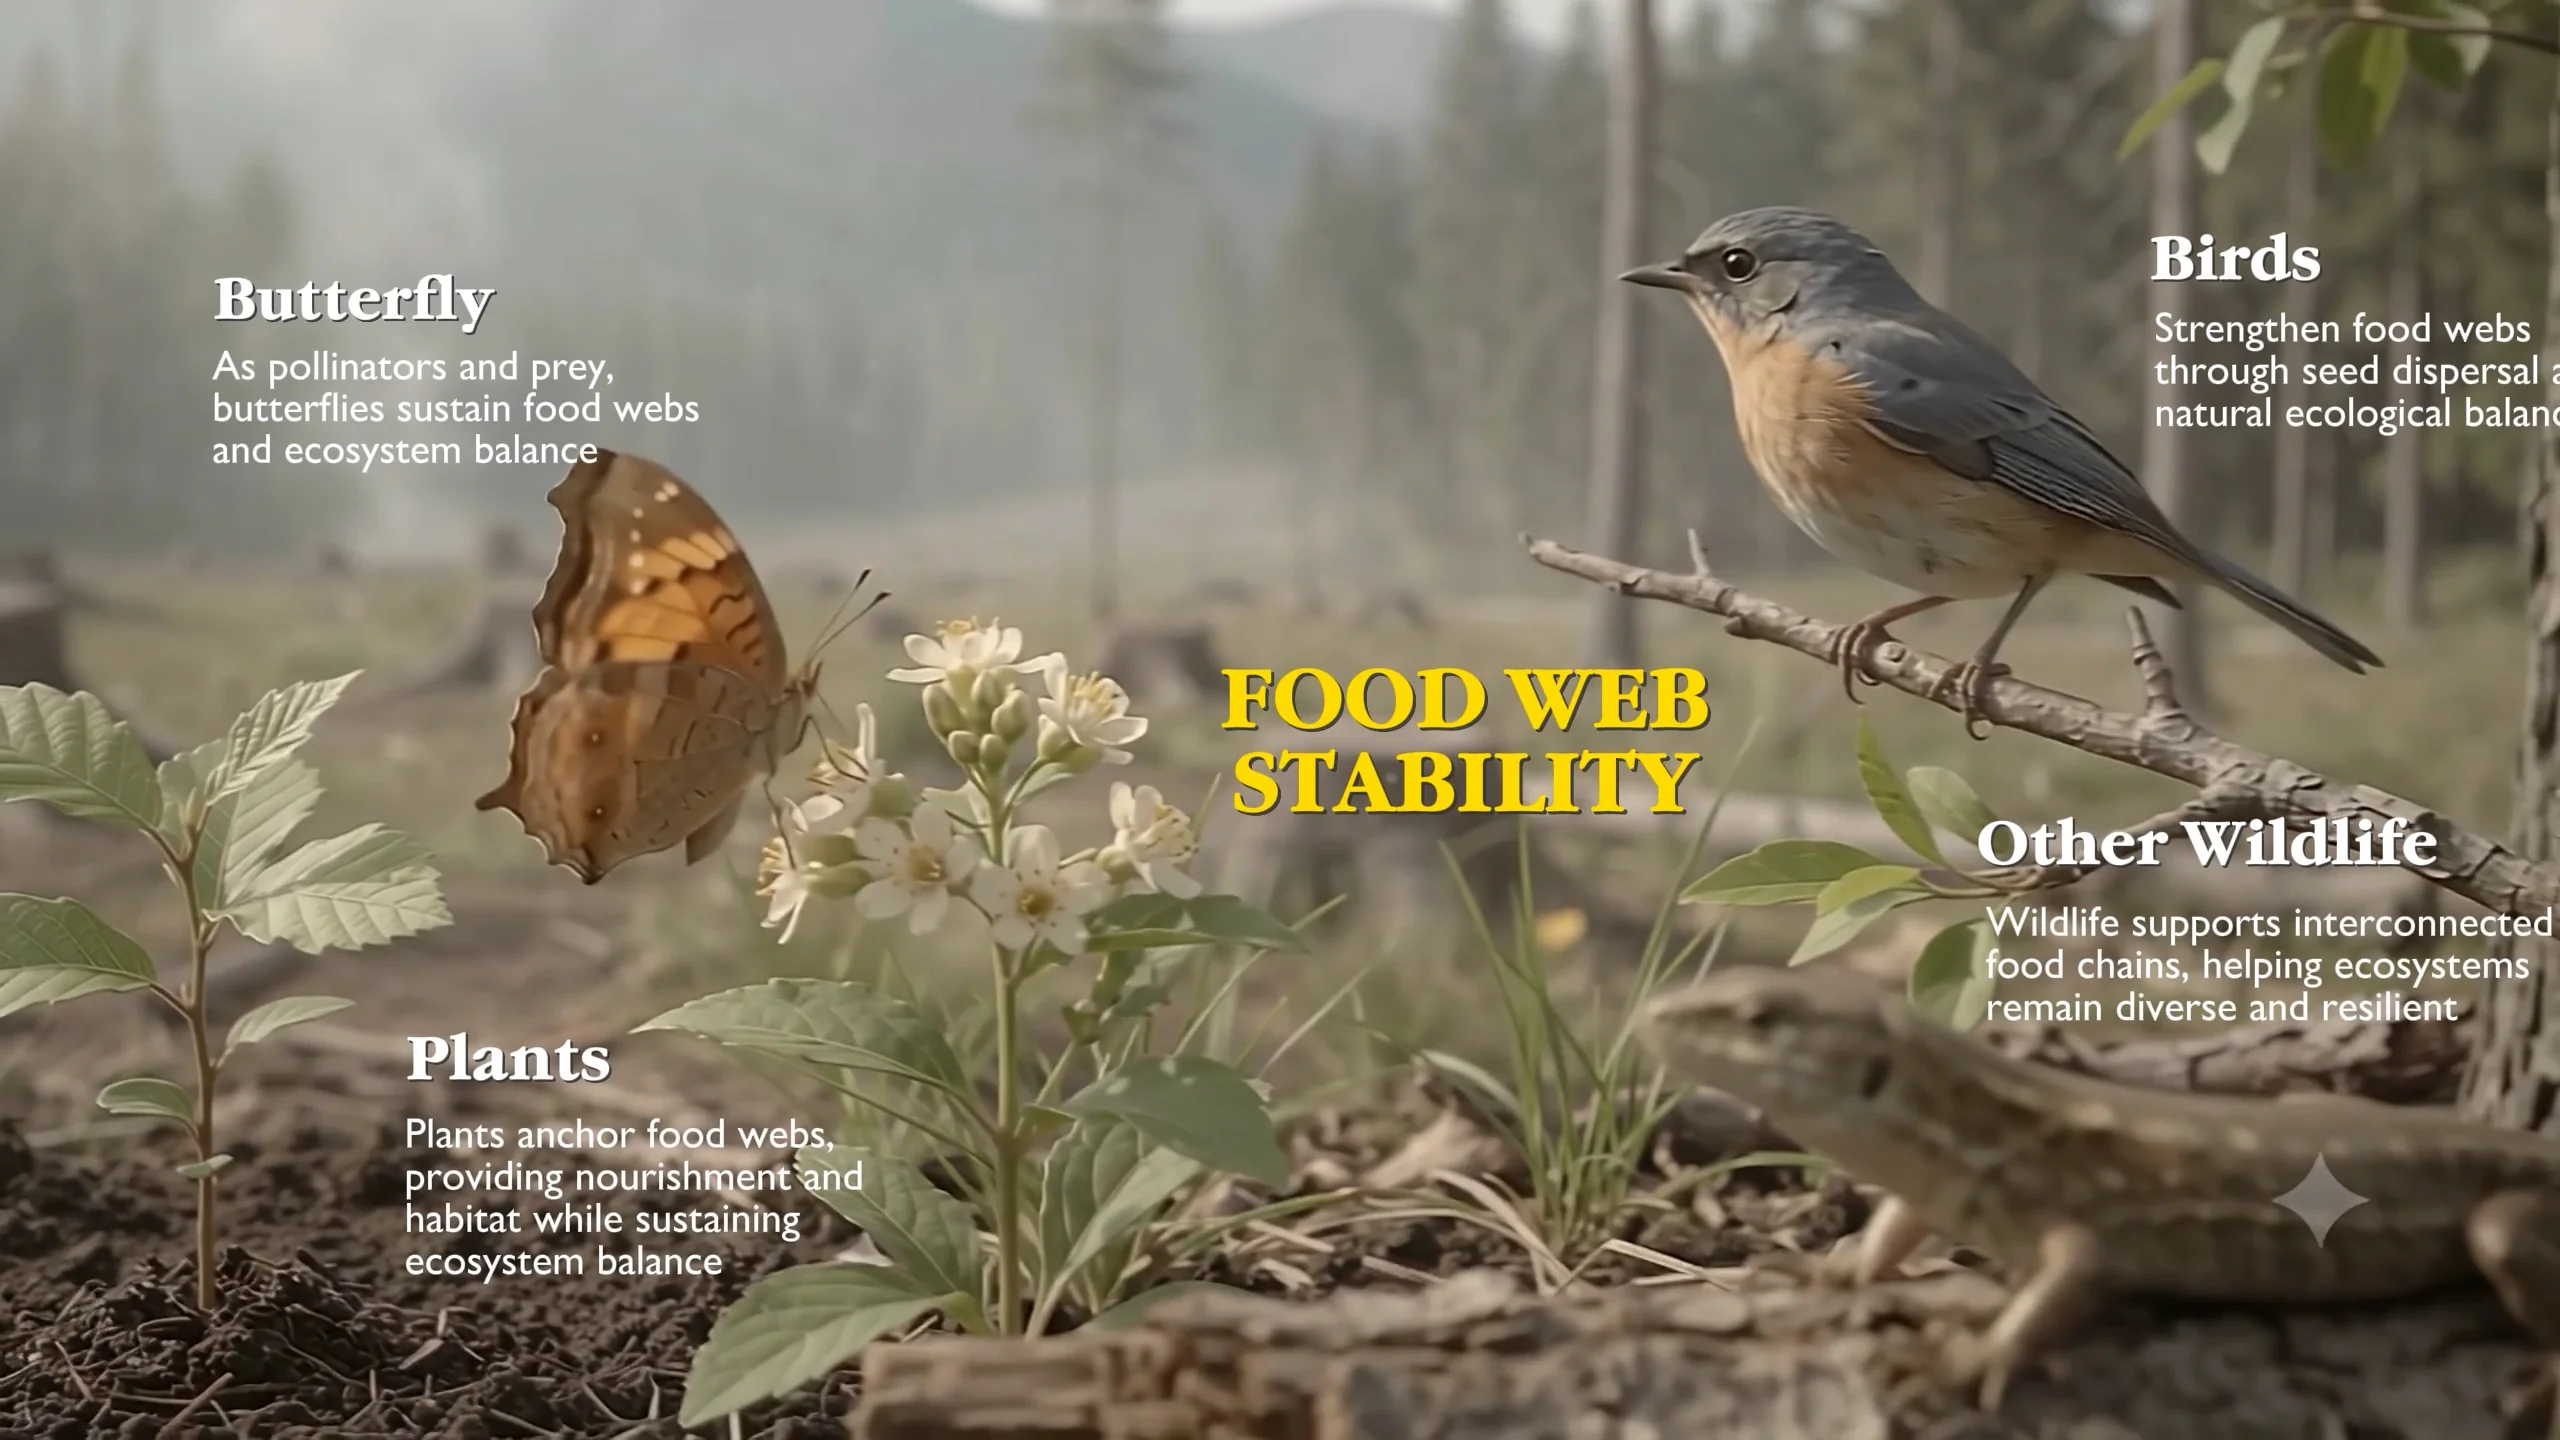 Butterfly
As pollinators and prey,
butterflies sustain food webs
and ecosystem balance
Birds
Strengthen food webs
through seed dispersal
natural ecological
FOOD WEB
STABILITY
Other Wildlife
Wildlife supports interconnected
food chains, helping ecosystems
remain diverse and resilient
Plants
Plants anchor food webs,
providing nourishment and
habitat while sustaining
ecosystem balance